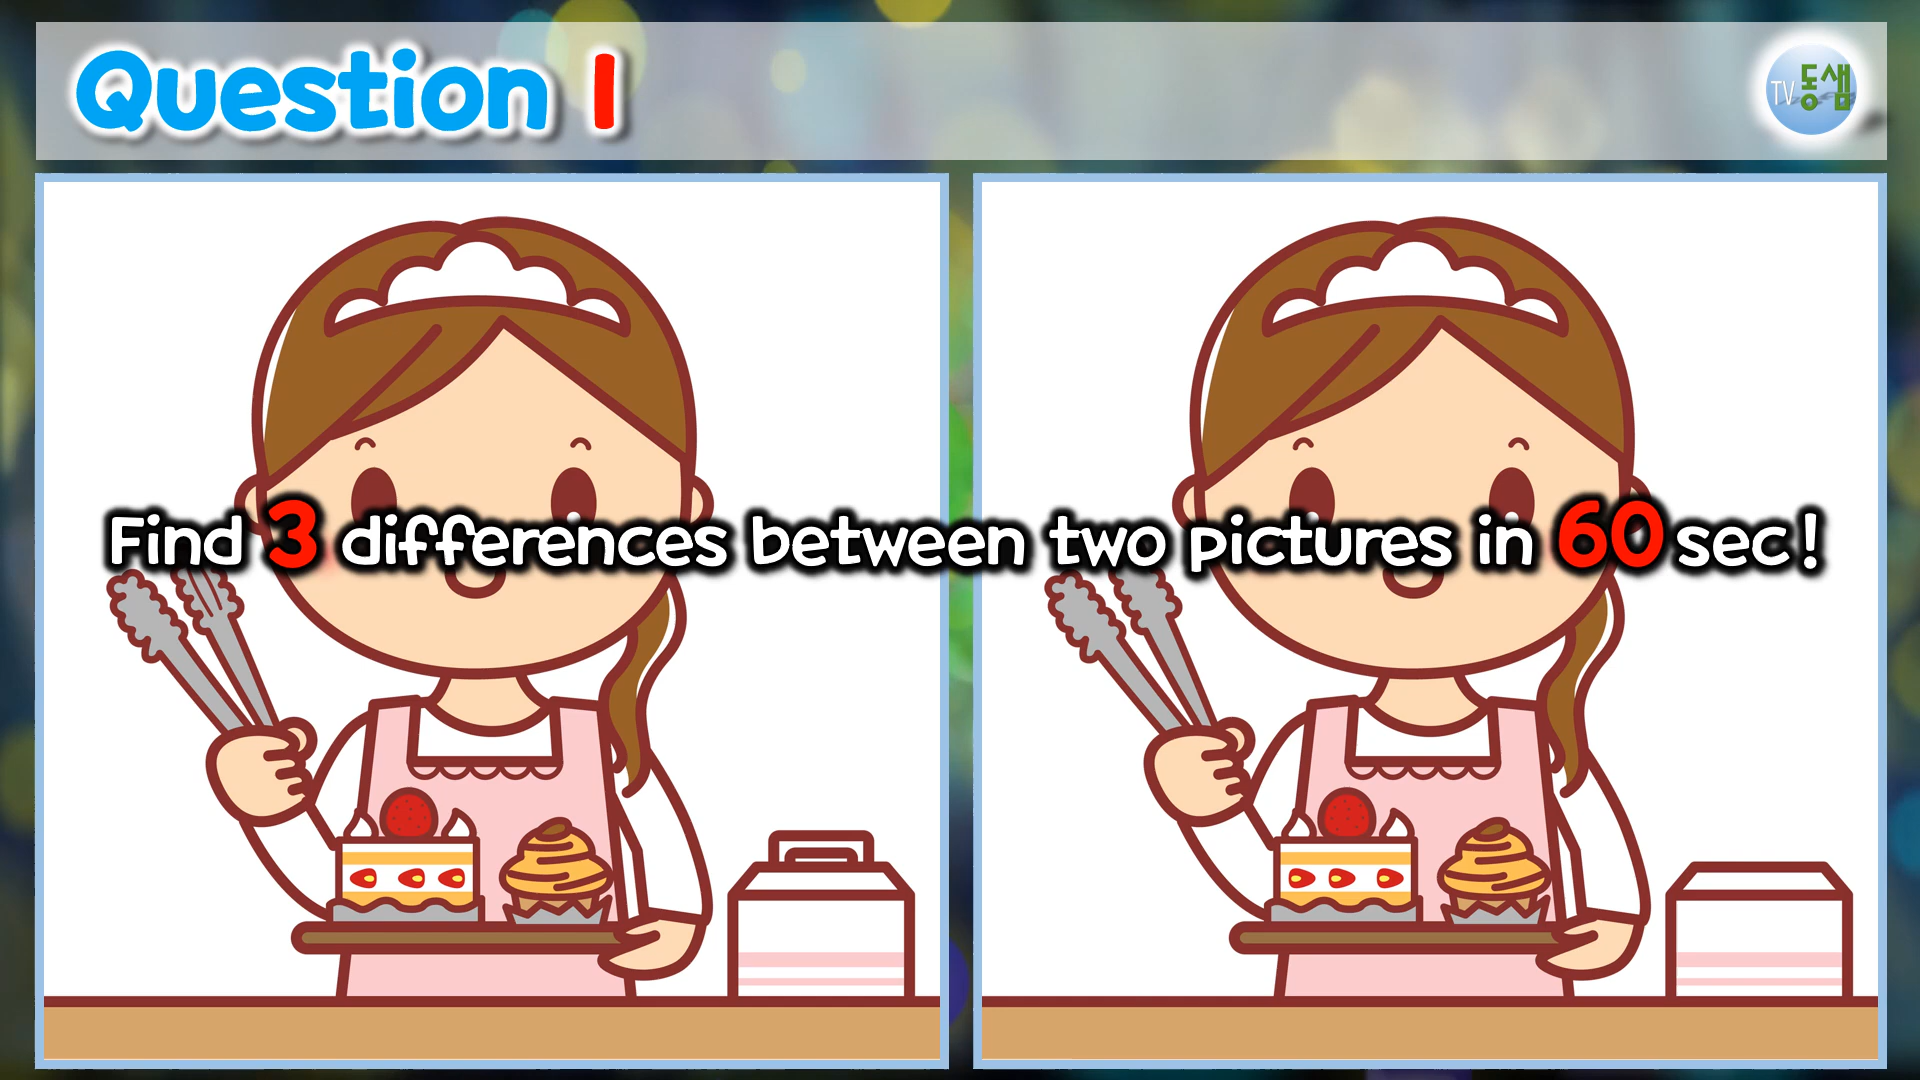 Question 1
TV동샘
Find 3 differences between two pictures in 60 sec!